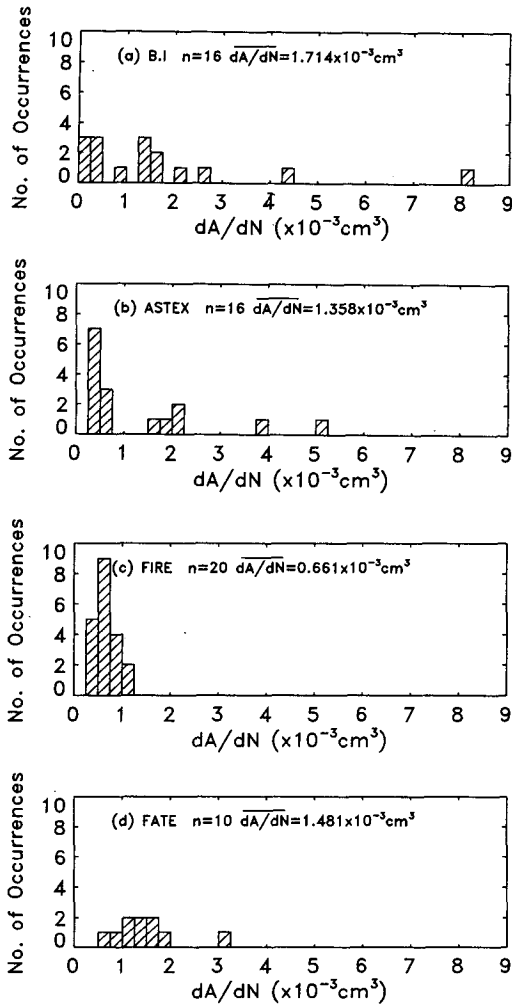 10
(a) B.I n=16 dA/dN=1.714x10⁻³cm³
8
6
4
2
0
No. of Occurrences
0 1 2 3 4 5 6 7 8 9
dA/dN (x10⁻³cm³)
10
(b) ASTEX n=16 dA/dN=1.358x10⁻³cm³
8
6
4
2
0
No. of Occurrences
0 1 2 3 4 5 6 7 8 9
dA/dN (x10⁻³cm³)
10
(c) FIRE n=20 dA/dN=0.661x10⁻³cm³
8
6
4
2
0
No. of Occurrences
0 1 2 3 4 5 6 7 8 9
dA/dN (x10⁻³cm³)
10
(d) FATE n=10 dA/dN=1.481x10⁻³cm³
8
6
4
2
0
No. of Occurrences
0 1 2 3 4 5 6 7 8 9
dA/dN (x10⁻³cm³)